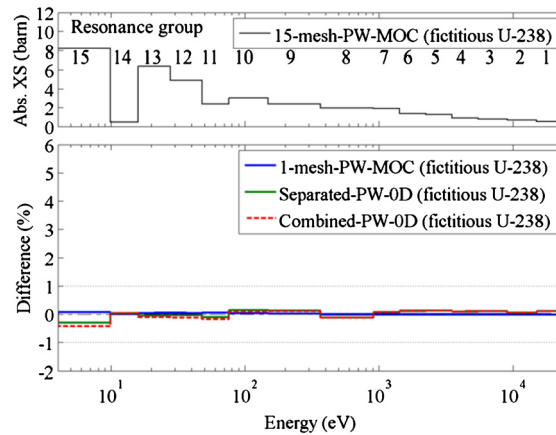 Abs. XS (barn)
12
10
8
6
4
2
0
Resonance group
15 14 13 12 11 10 9 8 7 6 5 4 3 2 1
15-mesh-PW-MOC (fictitious U-238)
Difference (%)
6
5
4
3
2
1
0
-1
-2
1-mesh-PW-MOC (fictitious U-238)
Separated-PW-0D (fictitious U-238)
Combined-PW-0D (fictitious U-238)
10^1 10^2 10^3 10^4
Energy (eV)